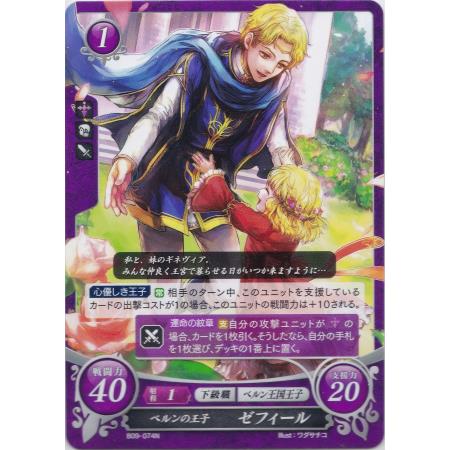 1
私と、妹のギネヴィア、
みんな仲良く王宮で暮らせる日がいつか来ますように…
心優しき王子 常 相手のターン中、このユニットを支援している
カードの出撃コストが1の場合、このユニットの戦闘力は+10される。
運命の紋章 支 自分の攻撃ユニットが
の場合、カードを1枚引く。そうしたなら、自分の手札
を1枚選び、デッキの1番上に置く。
戦闘力
40
1
下級職
ベルン王国王子
支援力
20
ベルンの王子 ゼフィール
B09-074N
Illust:ワダサチコ